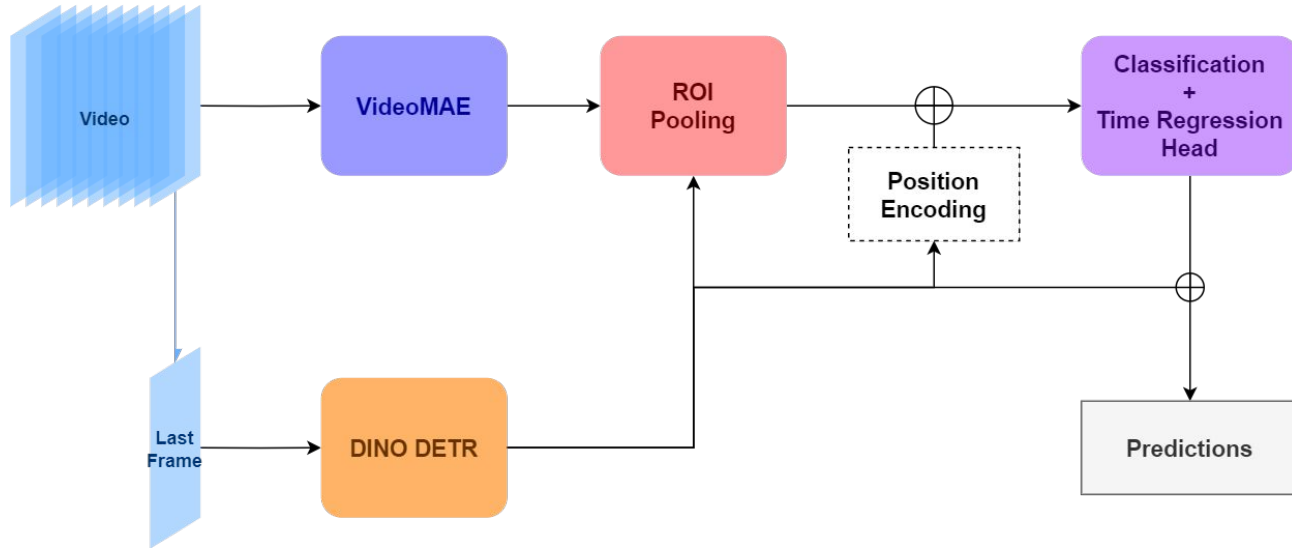 Video
VideoMAE
ROI
Pooling
Classification
+
Time Regression
Head
Position
Encoding
Last
Frame
DINO DETR
Predictions